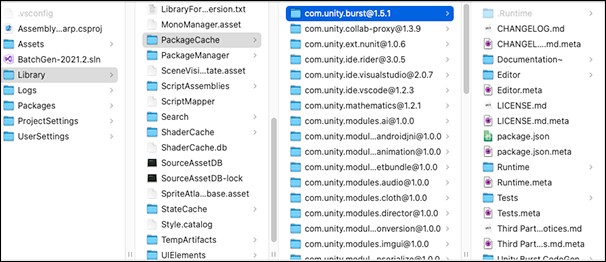 .vsconfig
Assembly...arp.csproj
Assets
BatchGen-2021.2.sln
Library
Logs
Packages
ProjectSettings
UserSettings
LibraryFor...ersion.txt
MonoManager.asset
PackageCache
PackageManager
SceneVisi...tate.asset
ScriptAssemblies
ScriptMapper
Search
ShaderCache
ShaderCache.db
SourceAssetDB
SourceAssetDB-lock
SpriteAtla...base.asset
StateCache
Style.catalog
TempArtifacts
UIElements
com.unity.burst@1.5.1
com.unity.collab-proxy@1.3.9
com.unity.ext.nunit@1.0.6
com.unity.ide.rider@3.0.5
com.unity.ide.visualstudio@2.0.7
com.unity.ide.vscode@1.2.3
com.unity.mathematics@1.2.1
com.unity.modules.ai@1.0.0
com.unity.modul...androidjni@1.0.0
com.unity.modul...animation@1.0.0
com.unity.modul...etbundle@1.0.0
com.unity.modules.audio@1.0.0
com.unity.modules.cloth@1.0.0
com.unity.modules.director@1.0.0
com.unity.modul...onversion@1.0.0
com.unity.modules.imgui@1.0.0
.Runtime
CHANGELOG.md
CHANGEL...md.meta
Documentation~
Editor
Editor.meta
LICENSE.md
LICENSE.md.meta
package.json
package.json.meta
Runtime
Runtime.meta
Tests
Tests.meta
Third Part...otices.md
Third Par...s.md.meta
Unity.Burst.CodeGen